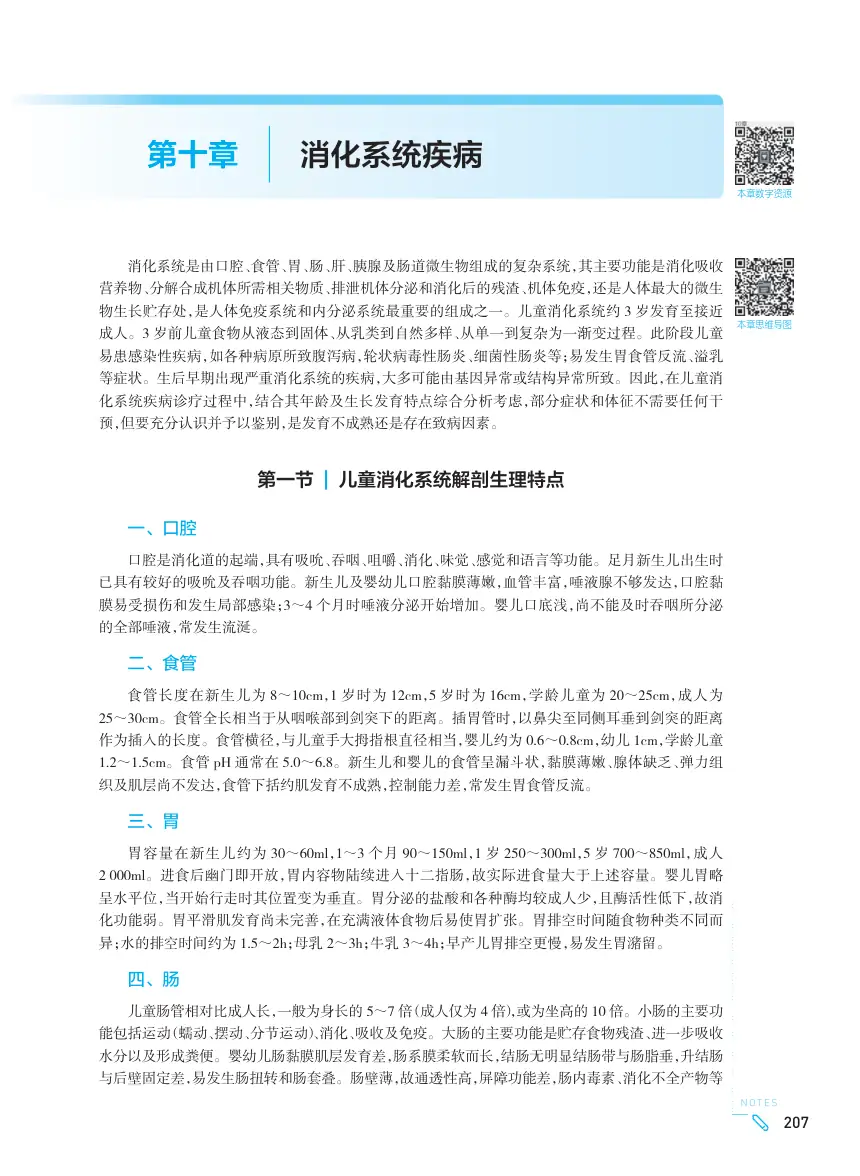 第十章
消化系统疾病
10章
本章数字资源
本章思维导图
消化系统是由口腔、食管、胃、肠、肝、胰腺及肠道微生物组成的复杂系统,其主要功能是消化吸收
营养物、分解合成机体所需相关物质、排泄机体分泌和消化后的残渣、机体免疫,还是人体最大的微生
物生长贮存处,是人体免疫系统和内分泌系统最重要的组成之一。儿童消化系统约 3 岁发育至接近
成人。3 岁前儿童食物从液态到固体、从乳类到自然多样、从单一到复杂为一渐变过程。此阶段儿童
易患感染性疾病,如各种病原所致腹泻病,轮状病毒性肠炎、细菌性肠炎等;易发生胃食管反流、溢乳
等症状。生后早期出现严重消化系统的疾病,大多可能由基因异常或结构异常所致。因此,在儿童消
化系统疾病诊疗过程中,结合其年龄及生长发育特点综合分析考虑,部分症状和体征不需要任何干
预,但要充分认识并予以鉴别,是发育不成熟还是存在致病因素。
第一节 | 儿童消化系统解剖生理特点
一、口腔
口腔是消化道的起端,具有吸吮、吞咽、咀嚼、消化、味觉、感觉和语言等功能。足月新生儿出生时
已具有较好的吸吮及吞咽功能。新生儿及婴幼儿口腔黏膜薄嫩,血管丰富,唾液腺不够发达,口腔黏
膜易受损伤和发生局部感染;3～4 个月时唾液分泌开始增加。婴儿口底浅,尚不能及时吞咽所分泌
的全部唾液,常发生流涎。
二、食管
食管长度在新生儿为 8～10cm,1 岁时为 12cm,5 岁时为 16cm,学龄儿童为 20～25cm,成人为
25～30cm。食管全长相当于从咽喉部到剑突下的距离。插胃管时,以鼻尖至同侧耳垂到剑突的距离
作为插入的长度。食管横径,与儿童手大拇指根直径相当,婴儿约为 0.6～0.8cm,幼儿 1cm,学龄儿童
1.2～1.5cm。食管 pH 通常在 5.0～6.8。新生儿和婴儿的食管呈漏斗状,黏膜薄嫩、腺体缺乏、弹力组
织及肌层尚不发达,食管下括约肌发育不成熟,控制能力差,常发生胃食管反流。
三、胃
胃容量在新生儿约为 30～60ml,1～3 个月 90～150ml,1 岁 250～300ml,5 岁 700～850ml,成人
2 000ml。进食后幽门即开放,胃内容物陆续进入十二指肠,故实际进食量大于上述容量。婴儿胃略
呈水平位,当开始行走时其位置变为垂直。胃分泌的盐酸和各种酶均较成人少,且酶活性低下,故消
化功能弱。胃平滑肌发育尚未完善,在充满液体食物后易使胃扩张。胃排空时间随食物种类不同而
异;水的排空时间约为 1.5～2h;母乳 2～3h;牛乳 3～4h;早产儿胃排空更慢,易发生胃潴留。
四、肠
儿童肠管相对比成人长,一般为身长的 5～7 倍(成人仅为 4 倍),或为坐高的 10 倍。小肠的主要功
能包括运动(蠕动、摆动、分节运动)、消化、吸收及免疫。大肠的主要功能是贮存食物残渣、进一步吸收
水分以及形成粪便。婴幼儿肠黏膜肌层发育差,肠系膜柔软而长,结肠无明显结肠带与肠脂垂,升结肠
与后壁固定差,易发生肠扭转和肠套叠。肠壁薄,故通透性高,屏障功能差,肠内毒素、消化不全产物等
NOTES
207